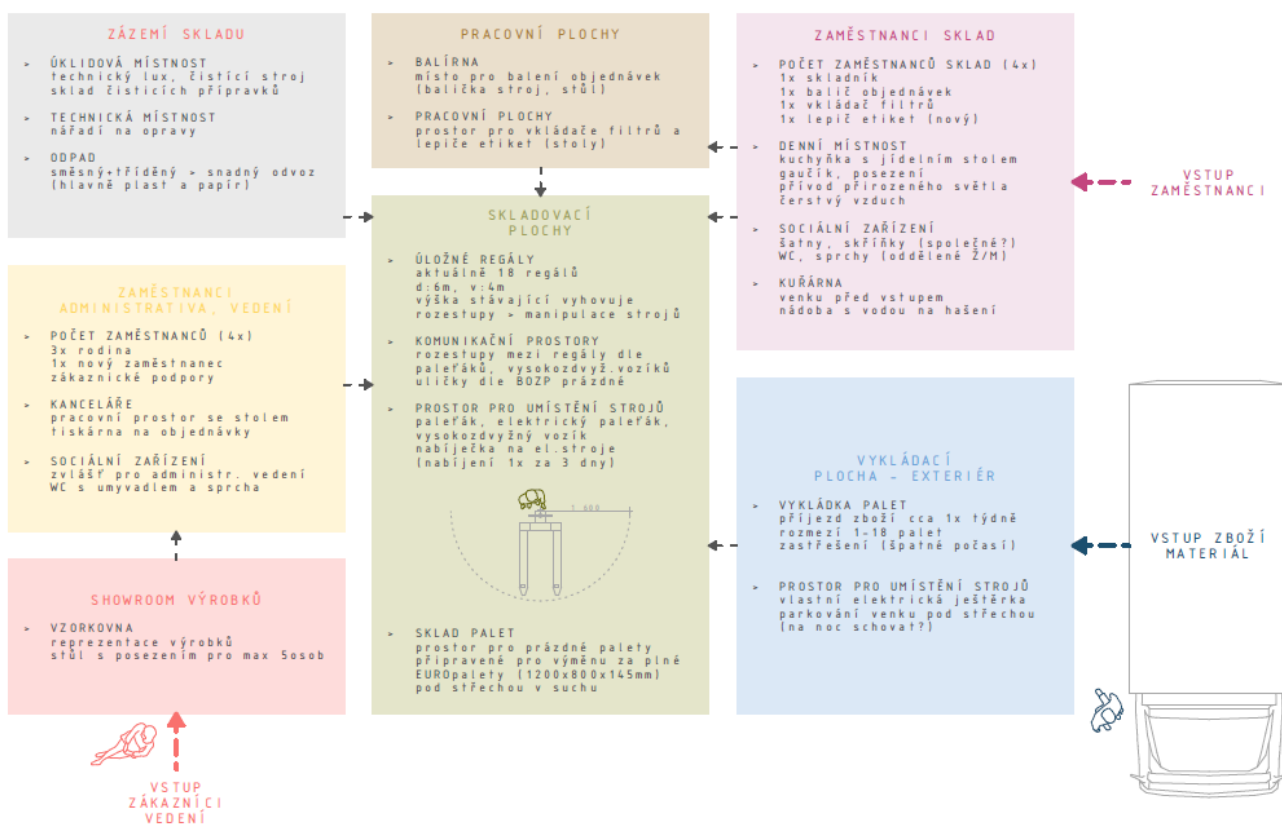 ZÁZEMÍ SKLADU
> ÚKLIDOVÁ MÍSTNOST
technický lux, čistící stroj
sklad čisticích přípravků
> TECHNICKÁ MÍSTNOST
nářadí na opravy
> ODPAD
směsný+tříděný > snadný odvoz
(hlavně plast a papír)
ZAMĚSTNANCI
ADMINISTRATIVA, VEDENÍ
> POČET ZAMĚSTNANCŮ (4x)
3x rodina
1x nový zaměstnanec
zákaznické podpory
> KANCELÁŘE
pracovní prostor se stolem
tiskárna na objednávky
> SOCIÁLNÍ ZAŘÍZENÍ
zvlášť pro administr. vedení
WC s umyvadlem a sprcha
SHOWROOM VÝROBKŮ
> VZORKOVNA
reprezentace výrobků
stůl s posezením pro max 5osob
VSTUP
ZÁKAZNÍCI
VEDENÍ
PRACOVNÍ PLOCHY
> BALÍRNA
místo pro balení objednávek
(balička stroj, stůl)
> PRACOVNÍ PLOCHY
prostor pro vkládače filtrů a
lepiče etiket (stoly)
SKLADOVACÍ
PLOCHY
> ÚLOŽNÉ REGÁLY
aktuálně 18 regálů
d:6m, v:4m
výška stávající vyhovuje
rozestupy > manipulace strojů
> KOMUNIKAČNÍ PROSTORY
rozestupy mezi regály dle
paleťáků, vysokozdvyž.vozíků
uličky dle BOZP prázdné
> PROSTOR PRO UMÍSTĚNÍ STROJŮ
paleťák, elektrický paleťák,
vysokozdvyžný vozík
nabíječka na el.stroje
(nabíjení 1x za 3 dny)
1 600
> SKLAD PALET
prostor pro prázdné palety
připravené pro výměnu za plné
EUROpalety (1200x800x145mm)
pod střechou v suchu
ZAMĚSTNANCI SKLAD
> POČET ZAMĚSTNANCŮ SKLAD (4x)
1x skladník
1x balič objednávek
1x vkládač filtrů
1x lepič etiket (nový)
> DENNÍ MÍSTNOST
kuchyňka s jídelním stolem
gaučík, posezení
přívod přirozeného světla
čerstvý vzduch
> SOCIÁLNÍ ZAŘÍZENÍ
šatny, skříňky (společné?)
WC, sprchy (oddělené Ž/M)
> KUŘÁRNA
venku před vstupem
nádoba s vodou na hašení
VSTUP
ZAMĚSTNANCI
VYKLÁDACÍ
PLOCHA - EXTERIÉR
> VYKLÁDKA PALET
příjezd zboží cca 1x týdně
rozmezí 1-18 palet
zastřešení (špatné počasí)
> PROSTOR PRO UMÍSTĚNÍ STROJŮ
vlastní elektrická ještěrka
parkování venku pod střechou
(na noc schovat?)
VSTUP ZBOŽÍ
MATERIÁL